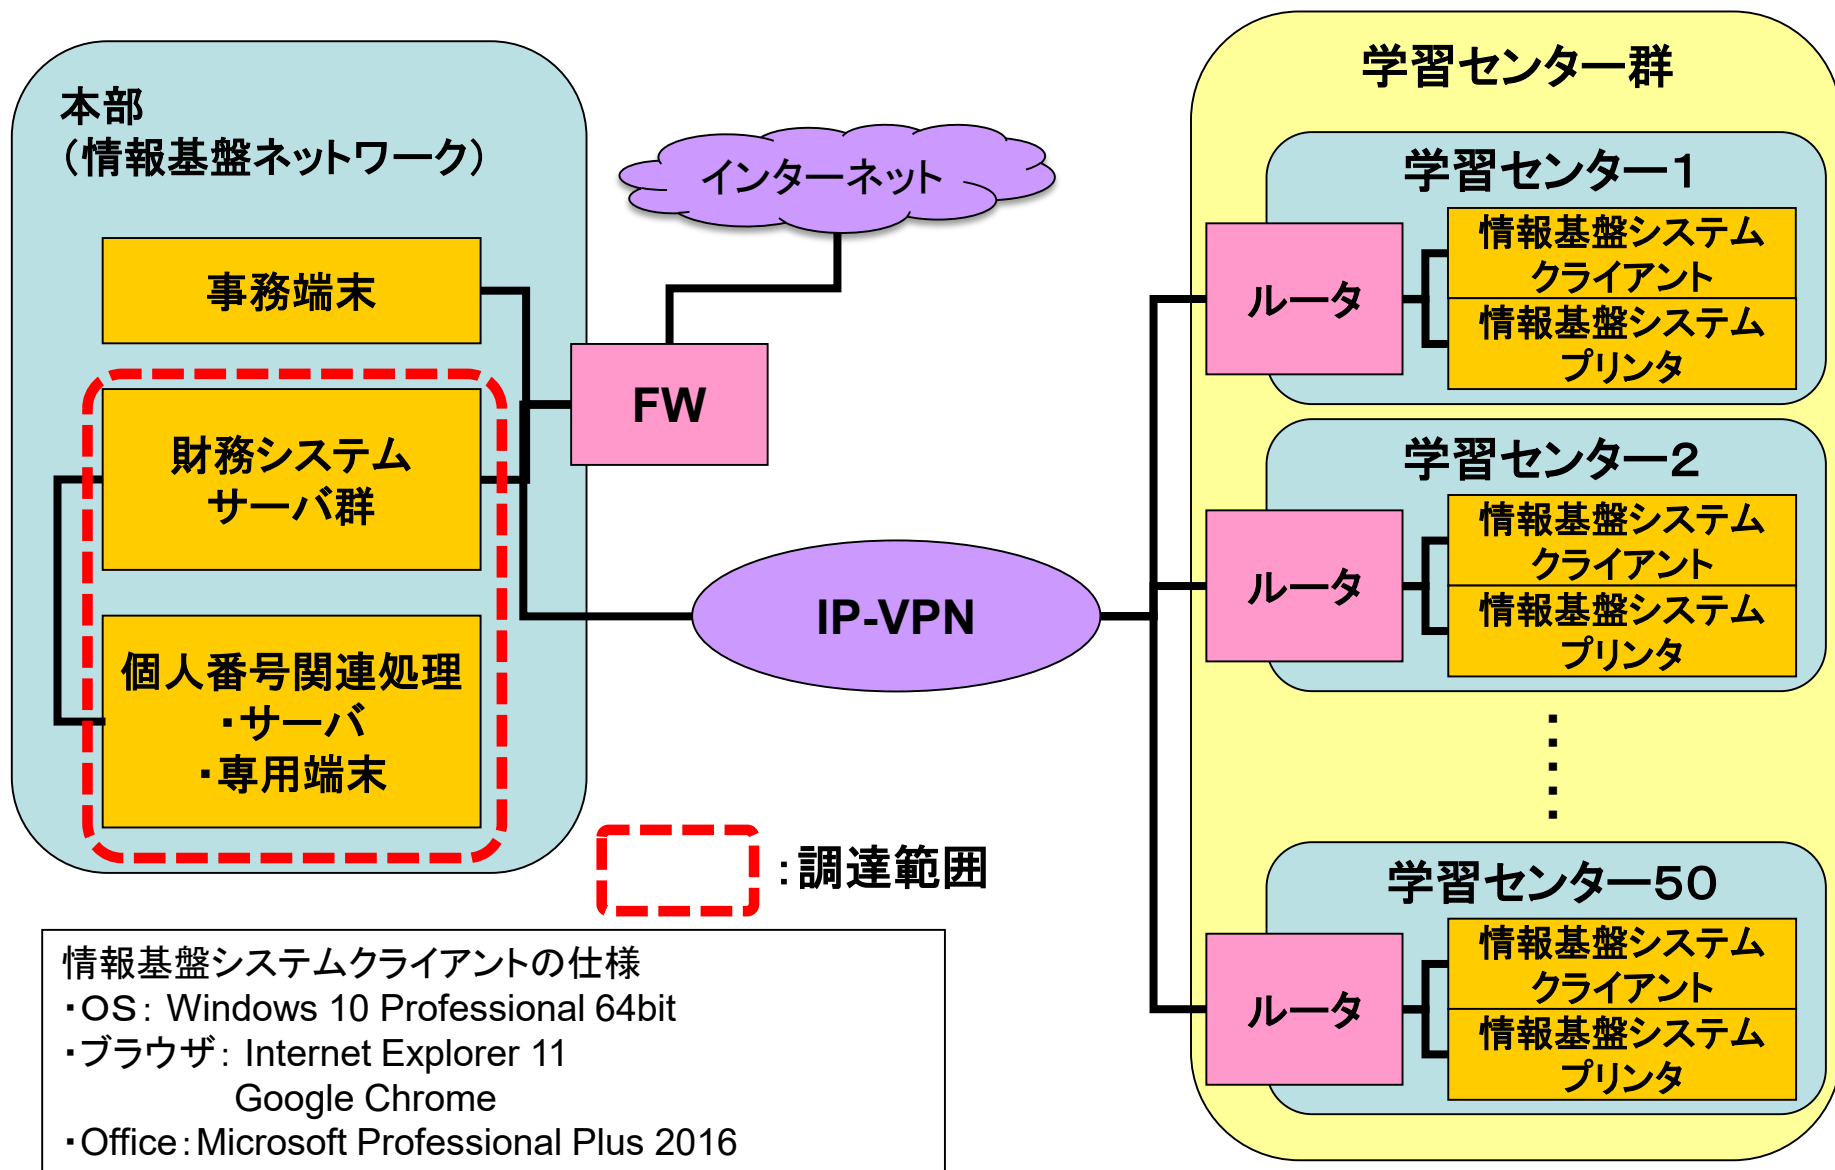 本部
（情報基盤ネットワーク）
事務端末
財務システム
サーバ群
個人番号関連処理
・サーバ
・専用端末
インターネット
FW
IP-VPN
：調達範囲
学習センター群
学習センター１
ルータ
情報基盤システム
クライアント
情報基盤システム
プリンタ
学習センター２
ルータ
情報基盤システム
クライアント
情報基盤システム
プリンタ
学習センター５０
ルータ
情報基盤システム
クライアント
情報基盤システム
プリンタ
情報基盤システムクライアントの仕様
・ＯＳ： Windows 10 Professional 64bit
・ブラウザ： Internet Explorer 11
Google Chrome
・Office：Microsoft Professional Plus 2016